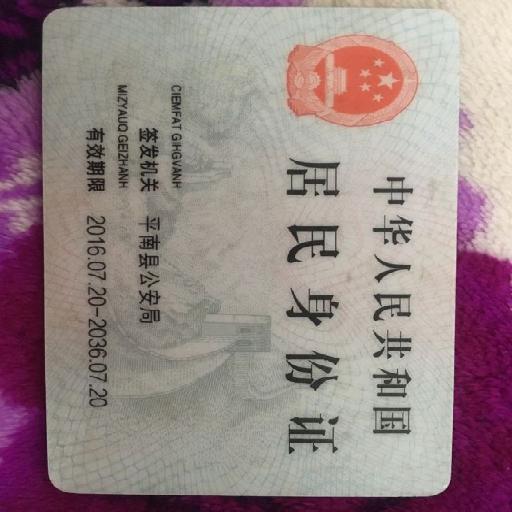 中华人民共和国
居民身份证
CIEMFAT GIHGVANH
签发机关 平南县公安局
MIZYAUQ GEIZHANH
有效期限 2016.07.20-2036.07.20